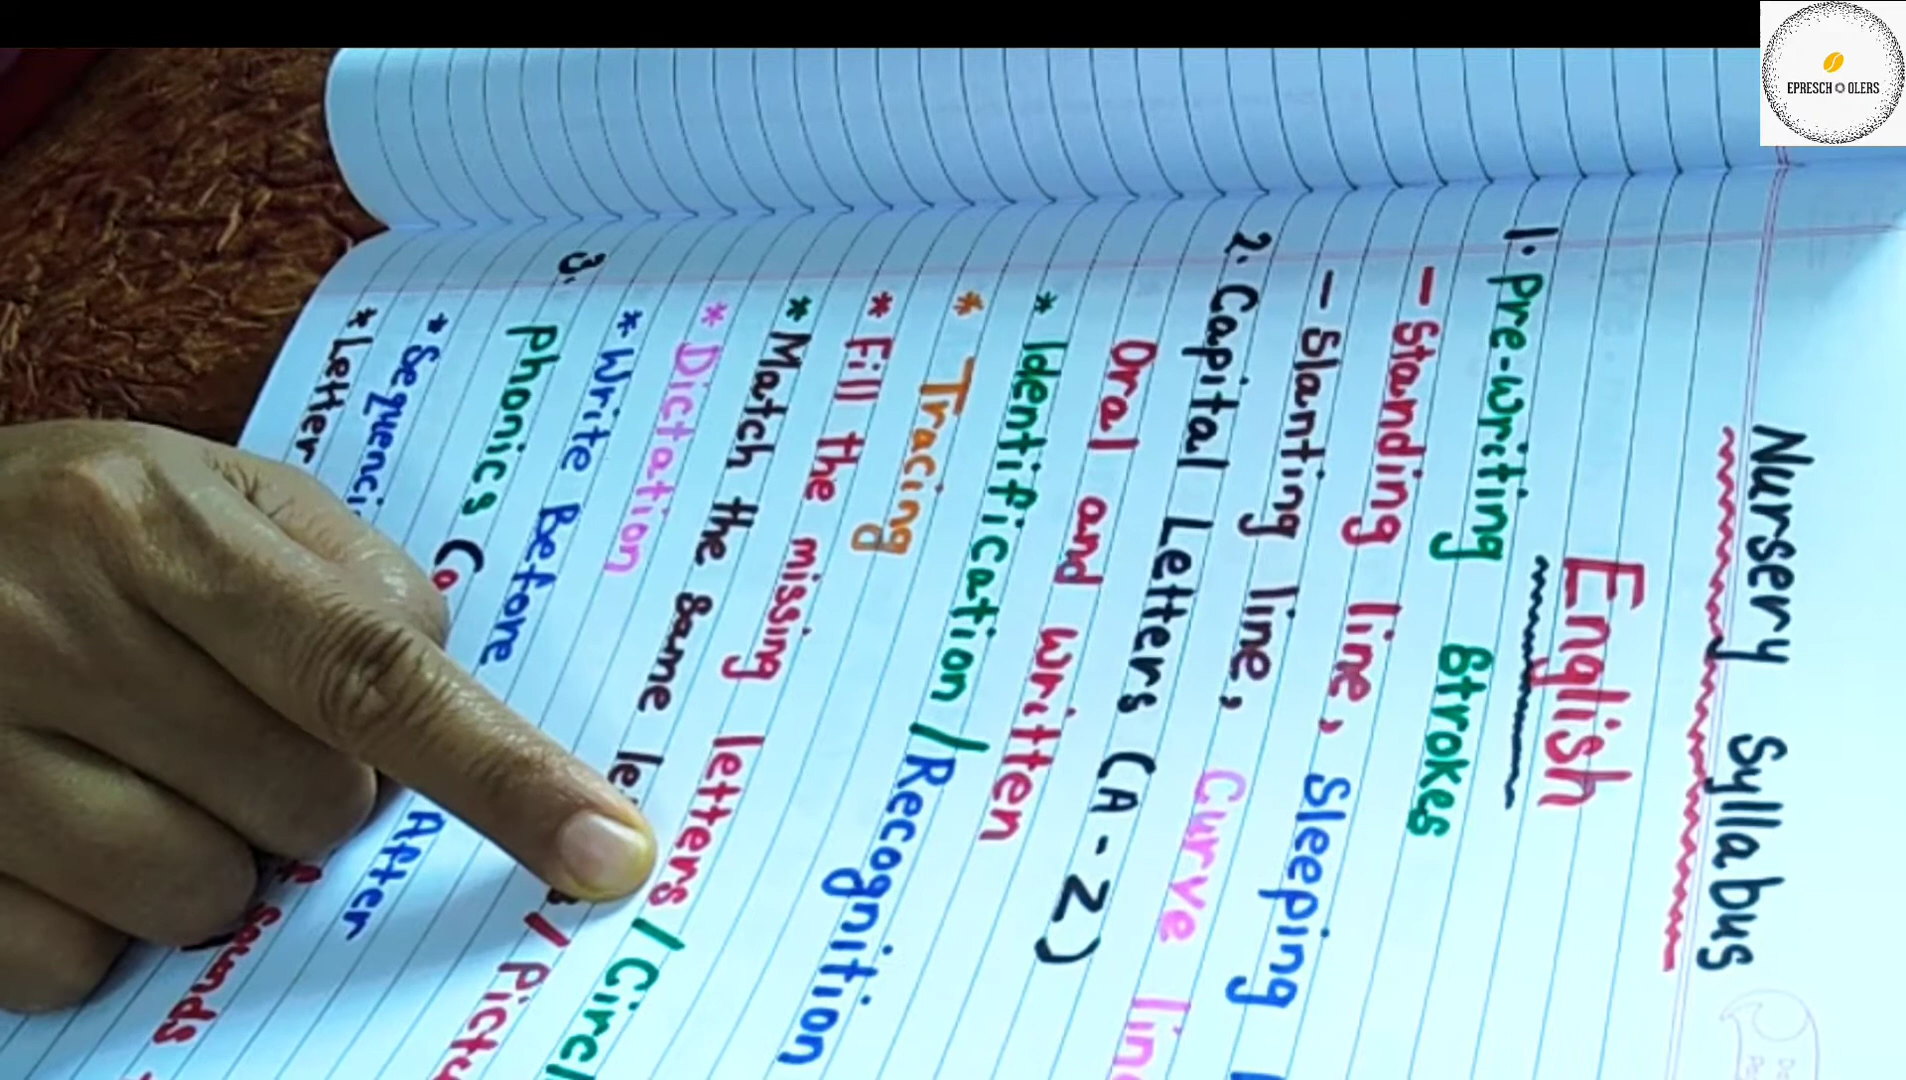 EPRESCHOOLERS
Nursery Syllabus
English
1. Pre-writing Strokes
- Standing line, Sleeping
- Slanting line, Curve
2. Capital Letters (A-Z)
Oral and Written
* Identification/Recognition
* Tracing
* Fill the missing letters/
* Match the same
* Dictation
* Write Before After
3. Phonics Sounds
*
* Letter